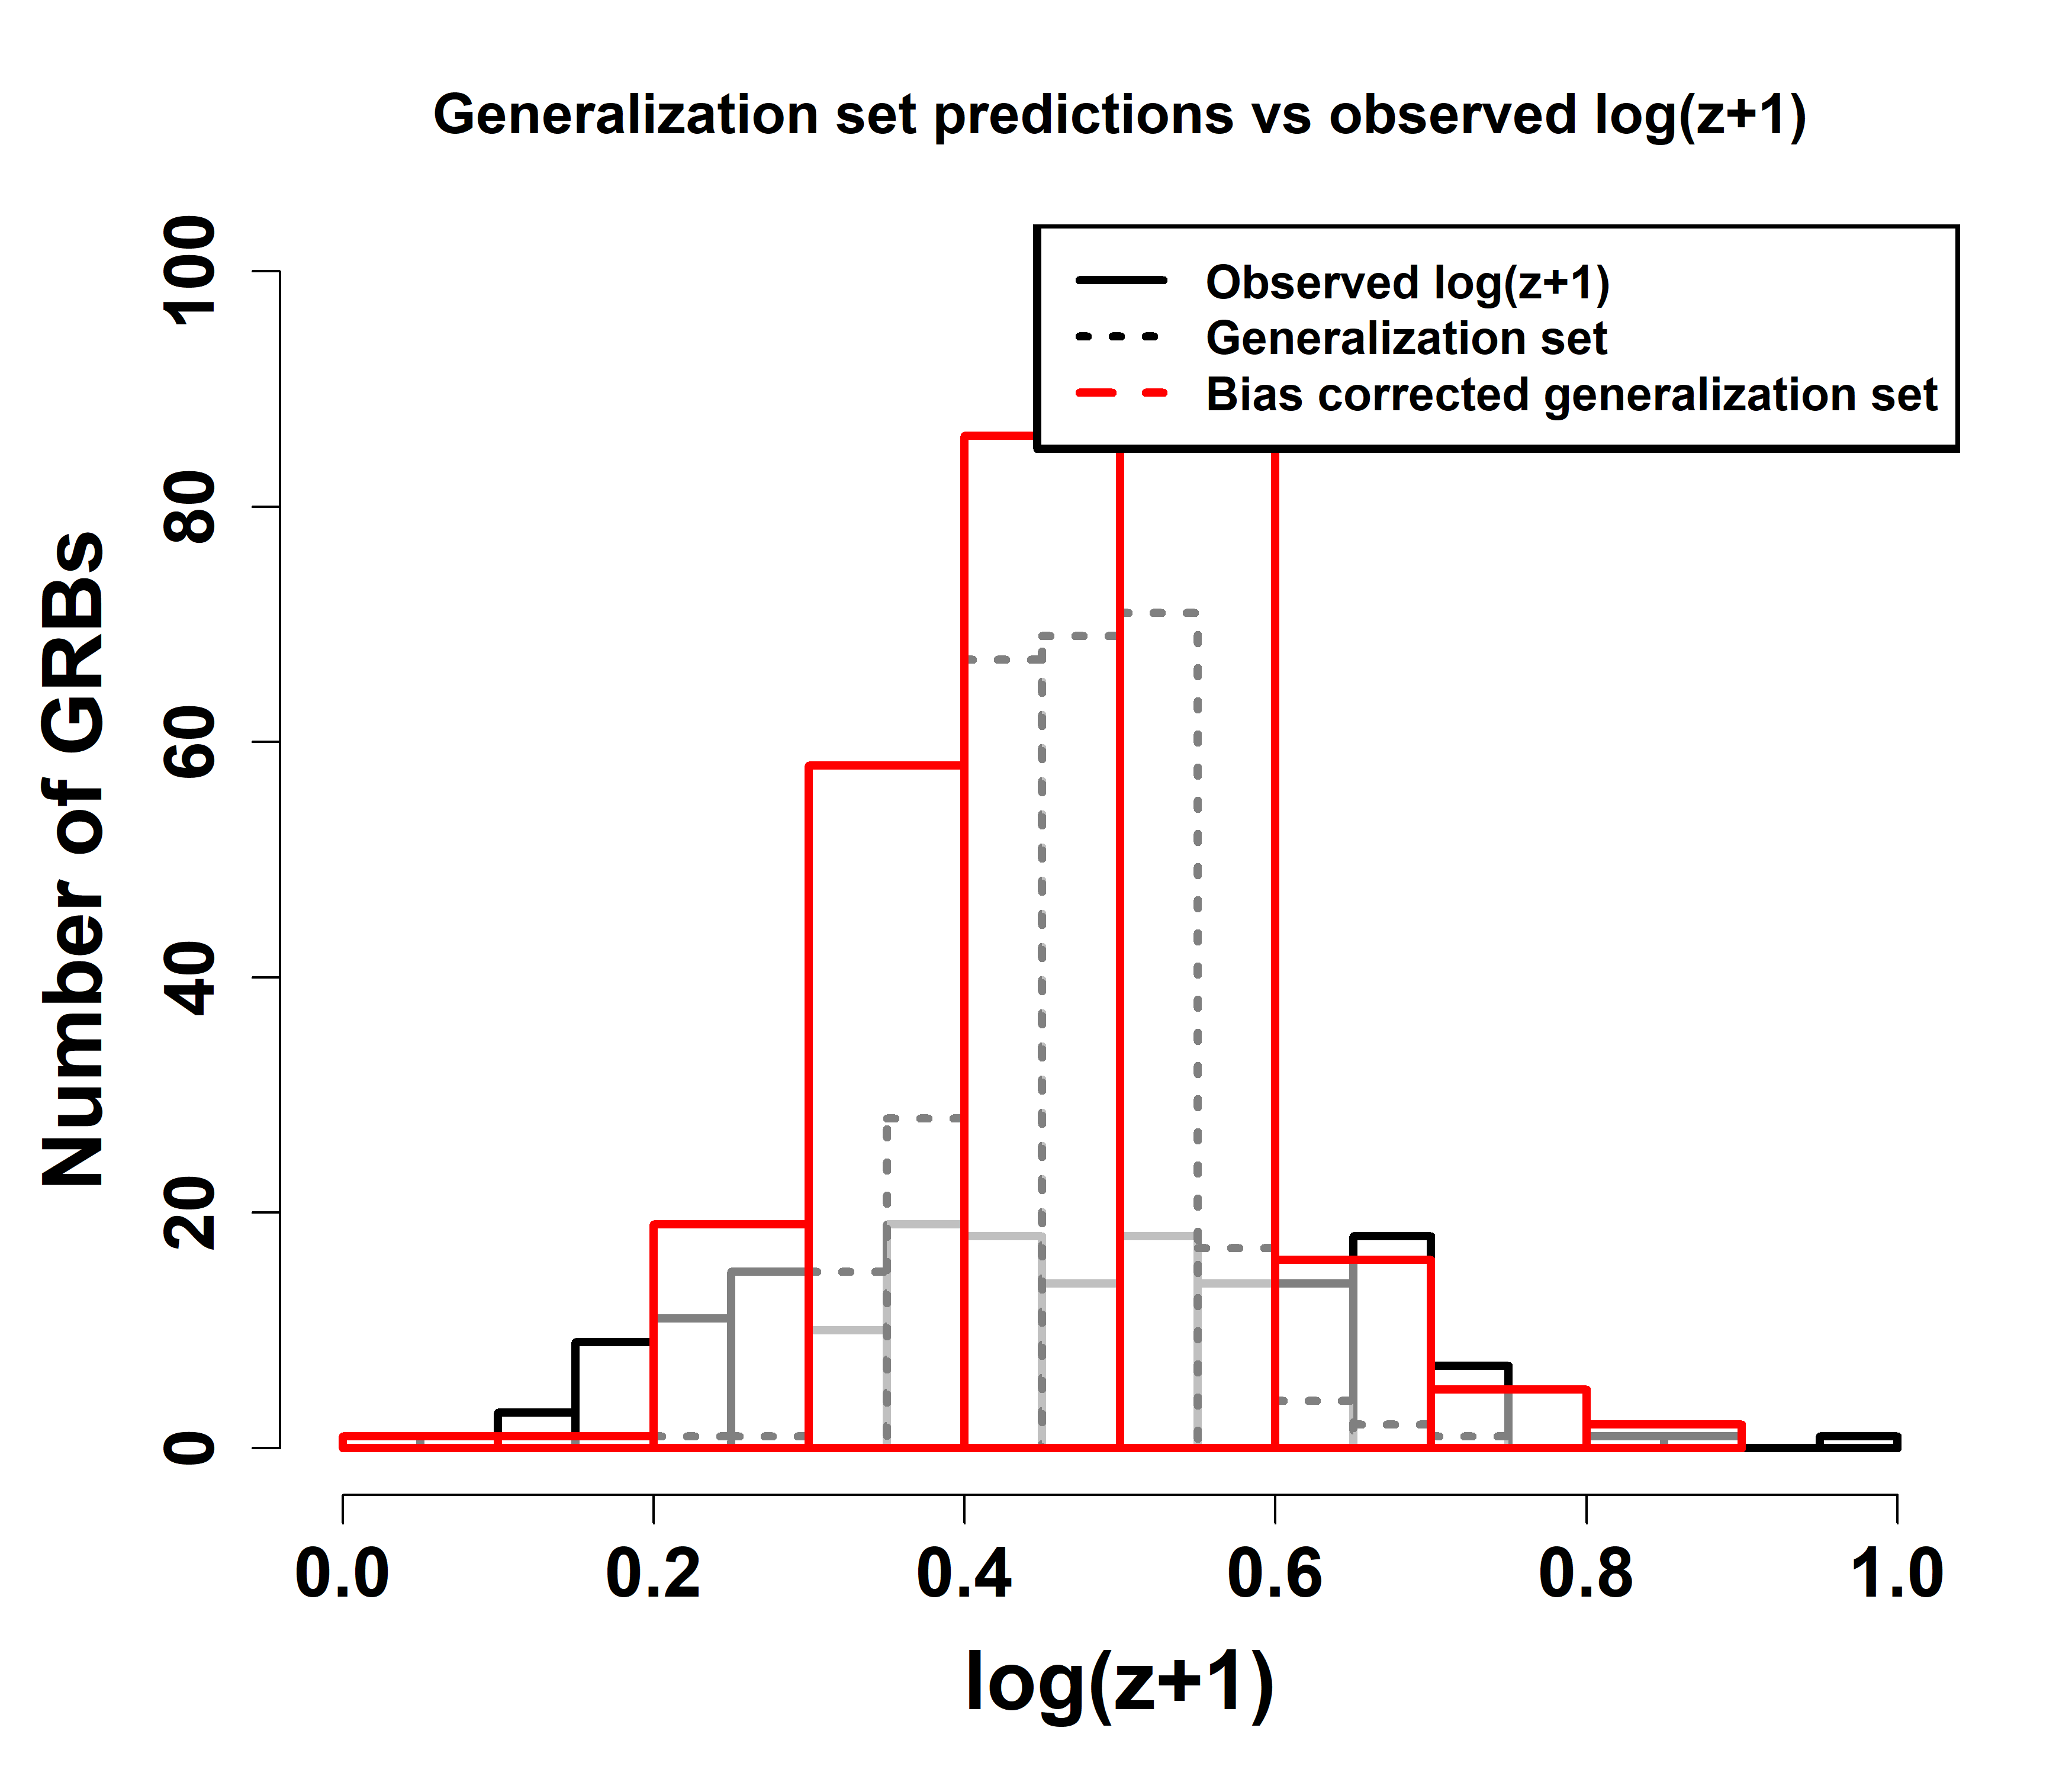 Generalization set predictions vs observed log(z+1)
Observed log(z+1)
Generalization set
Bias corrected generalization set
Number of GRBs
100
80
60
40
20
0
0.0 0.2 0.4 0.6 0.8 1.0
log(z+1)